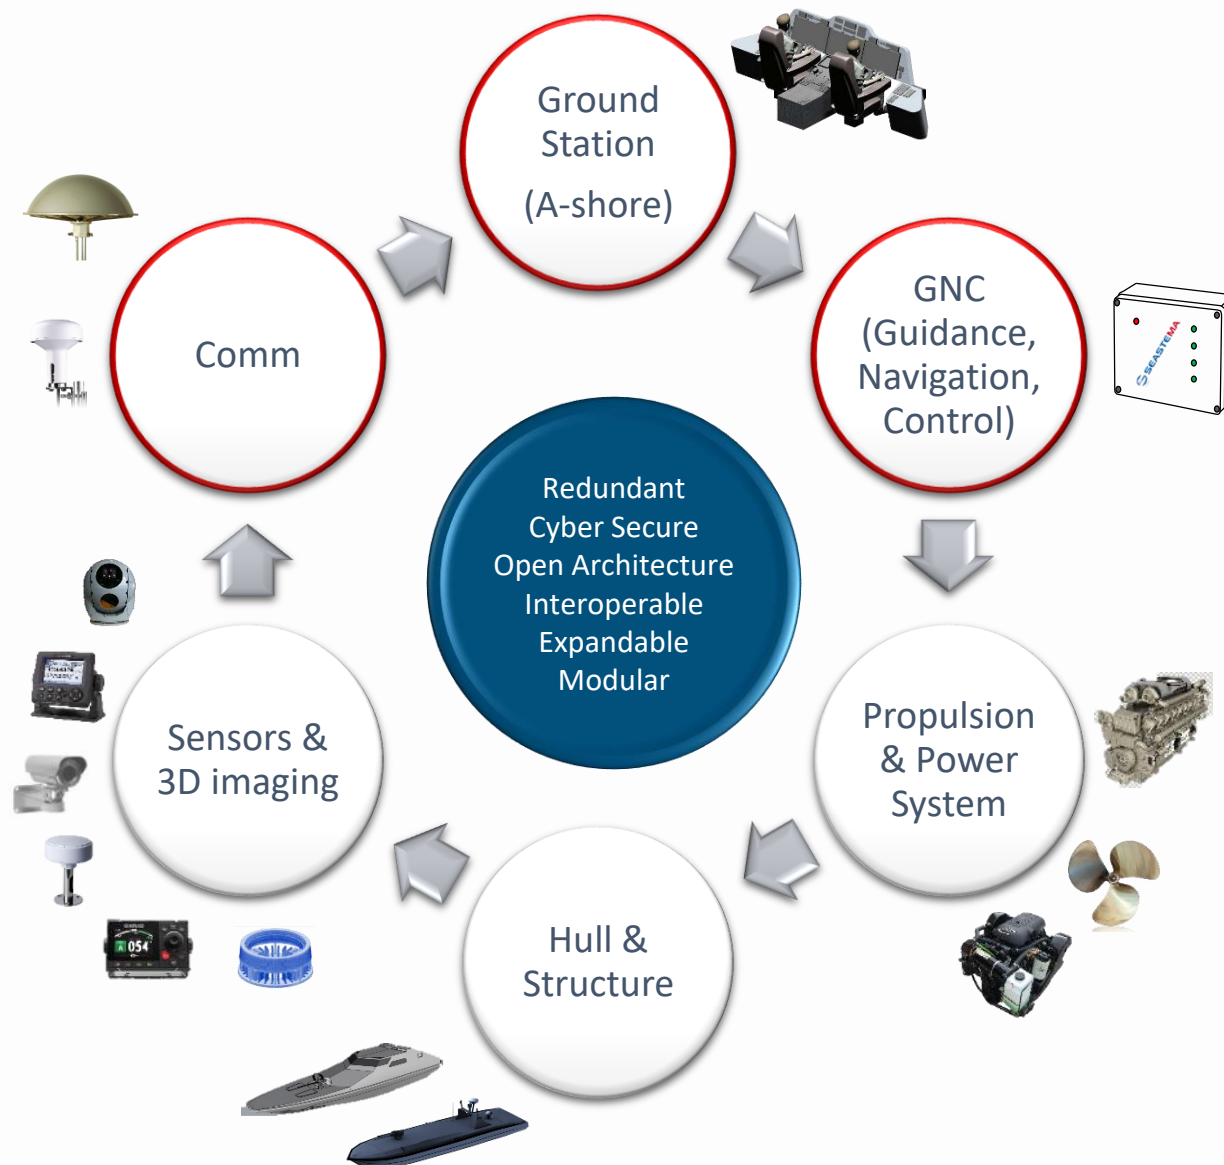 Ground
Station
(A-shore)
GNC
(Guidance,
Navigation,
Control)
SEASTEMA
Comm
Redundant
Cyber Secure
Open Architecture
Interoperable
Expandable
Modular
Propulsion
& Power
System
Sensors &
3D imaging
Hull &
Structure
A 054